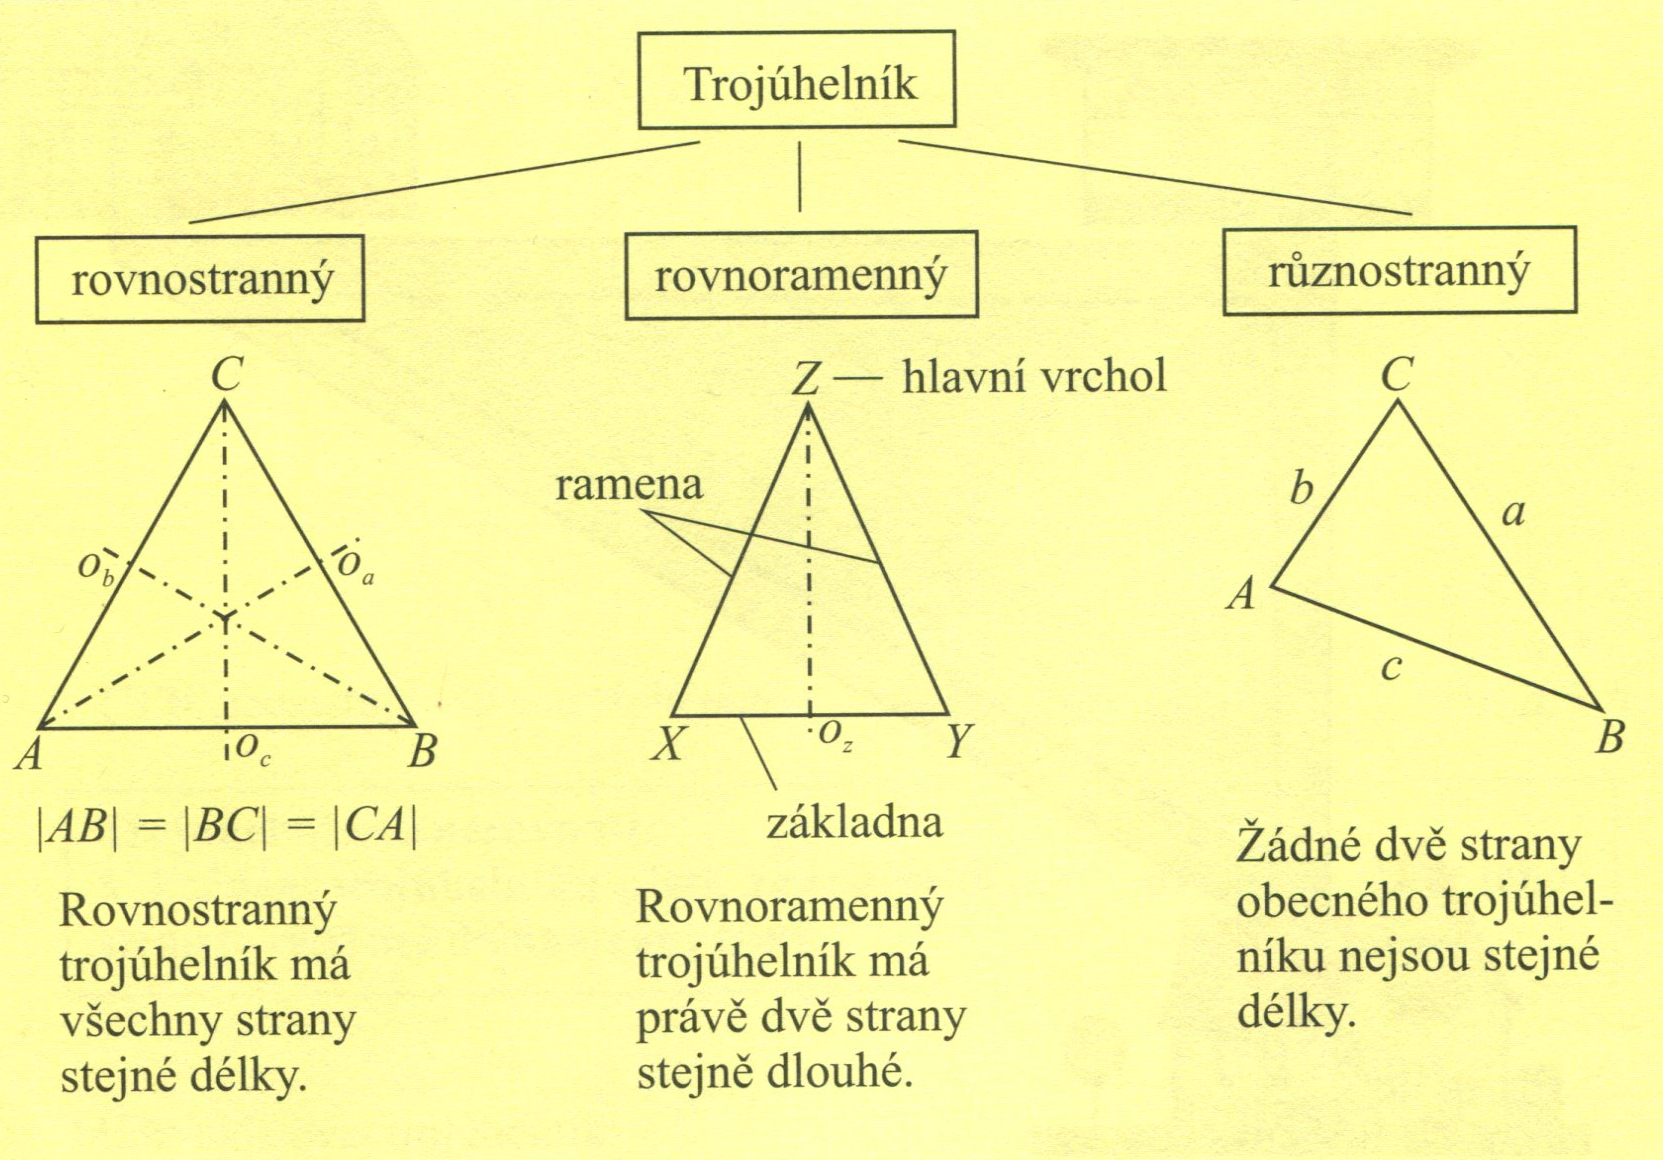 Trojúhelník
rovnostranný
rovnoramenný
různostranný
C
o_b
o_a
A
o_c
B
|AB| = |BC| = |CA|
Rovnostranný
trojúhelník má
všechny strany
stejné délky.
Z — hlavní vrchol
ramena
X
o_z
Y
základna
Rovnoramenný
trojúhelník má
právě dvě strany
stejně dlouhé.
C
b
a
A
c
B
Žádné dvě strany
obecného trojúhel-
níku nejsou stejné
délky.